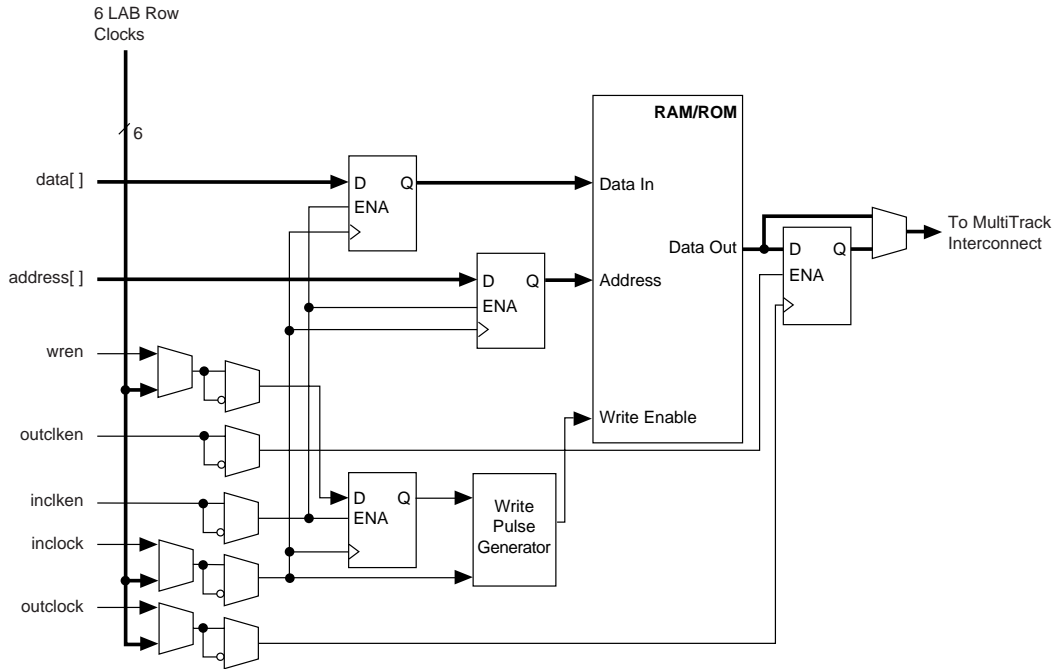 6 LAB Row
Clocks
6
RAM/ROM
data[ ]
D Q
ENA
Data In
To MultiTrack
Interconnect
Data Out
D Q
ENA
address[ ]
D Q
ENA
Address
wren
Write Enable
outclken
inclken
D Q
ENA
Write
Pulse
Generator
inclock
outclock